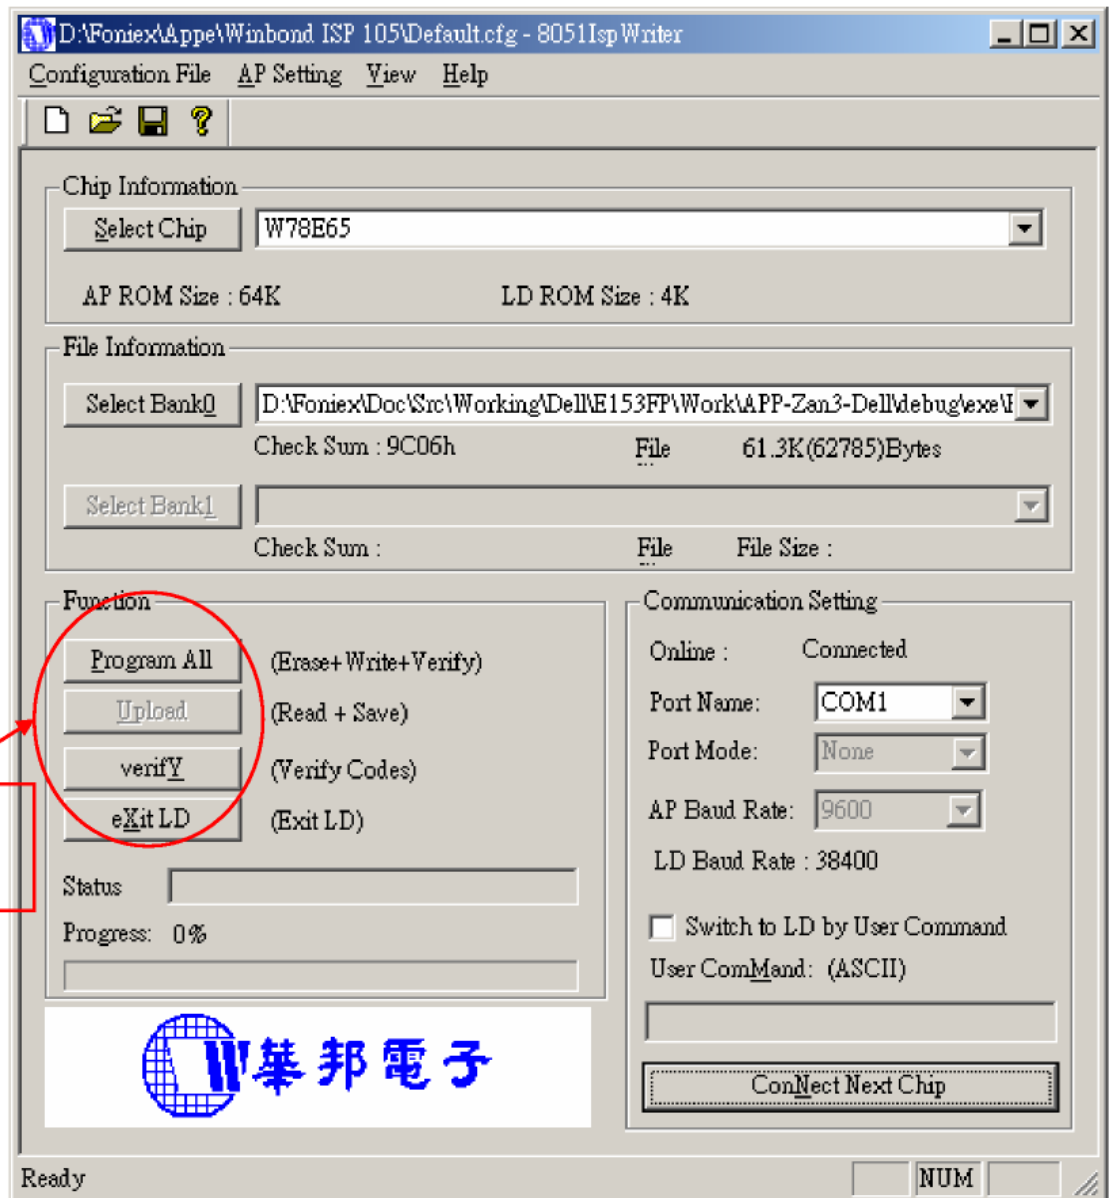 D:\Foniex\Appe\Winbond ISP 105\Default.cfg - 8051IspWriter
Configuration File AP Setting View Help
Chip Information
Select Chip W78E65
AP ROM Size : 64K LD ROM Size : 4K
File Information
Select Bank0 D:\Foniex\Doc\Src\Working\Dell\E153FP\Work\APP-Zan3-Dell\debug\exe\
Check Sum : 9C06h File 61.3K(62785)Bytes
Select Bank1
Check Sum : File File Size :
Function
Program All (Erase+Write+Verify)
Upload (Read + Save)
verifY (Verify Codes)
eXit LD (Exit LD)
Status
Progress: 0%
Communication Setting
Online : Connected
Port Name: COM1
Port Mode: None
AP Baud Rate: 9600
LD Baud Rate : 38400
Switch to LD by User Command
User ComMand: (ASCII)
ConNect Next Chip
W華邦電子
Ready NUM